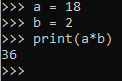 >>> a = 18
>>> b = 2
>>> print(a*b)
36
>>>